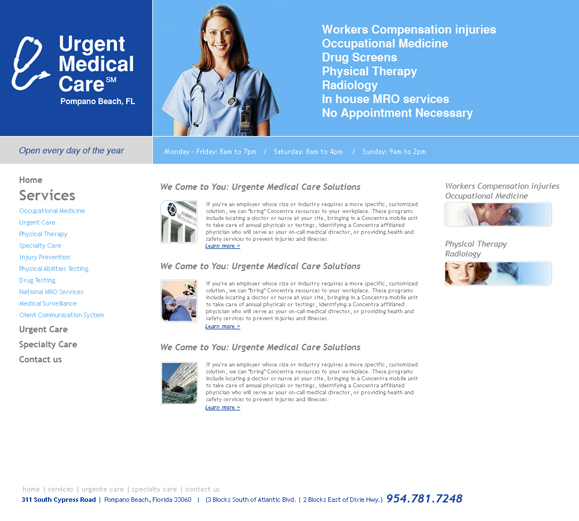 Urgent
Medical
Care SM
Pompano Beach, FL
Workers Compensation injuries
Occupational Medicine
Drug Screens
Physical Therapy
Radiology
In house MRO services
No Appointment Necessary
Open every day of the year
Monday - Friday: 8am to 7pm / Saturday: 8am to 4pm / Sunday: 9am to 2pm
Home
Services
Occupational Medicine
Urgent Care
Physical Therapy
Specialty Care
Injury Prevention
Physical Abilities Testing
Drug Testing
National MRO Services
Medical Surveillance
Client Communication System
Urgent Care
Specialty Care
Contact us
We Come to You: Urgente Medical Care Solutions
If you're an employer whose size or industry requires a more specific, customized
solution, we can "bring" Concentra resources to your workplace. These programs
include locating a doctor or nurse at your site, bringing in a Concentra mobile unit
to take care of annual physicals or testings, identifying a Concentra affiliated
physician who will serve as your on-call medical director, or providing health and
safety services to prevent injuries and illnesses.
Learn more »
We Come to You: Urgente Medical Care Solutions
If you're an employer whose size or industry requires a more specific, customized
solution, we can "bring" Concentra resources to your workplace. These programs
include locating a doctor or nurse at your site, bringing in a Concentra mobile unit
to take care of annual physicals or testings, identifying a Concentra affiliated
physician who will serve as your on-call medical director, or providing health and
safety services to prevent injuries and illnesses.
Learn more »
We Come to You: Urgente Medical Care Solutions
If you're an employer whose size or industry requires a more specific, customized
solution, we can "bring" Concentra resources to your workplace. These programs
include locating a doctor or nurse at your site, bringing in a Concentra mobile unit
to take care of annual physicals or testings, identifying a Concentra affiliated
physician who will serve as your on-call medical director, or providing health and
safety services to prevent injuries and illnesses.
Learn more »
Workers Compensation injuries
Occupational Medicine
Physical Therapy
Radiology
home | services | urgente care | specialty care | contact us
311 South Cypress Road | Pompano Beach, Florida 33060 | (3 Blocks South of Atlantic Blvd. | 2 Blocks East of Dixie Hwy.) 954.781.7248